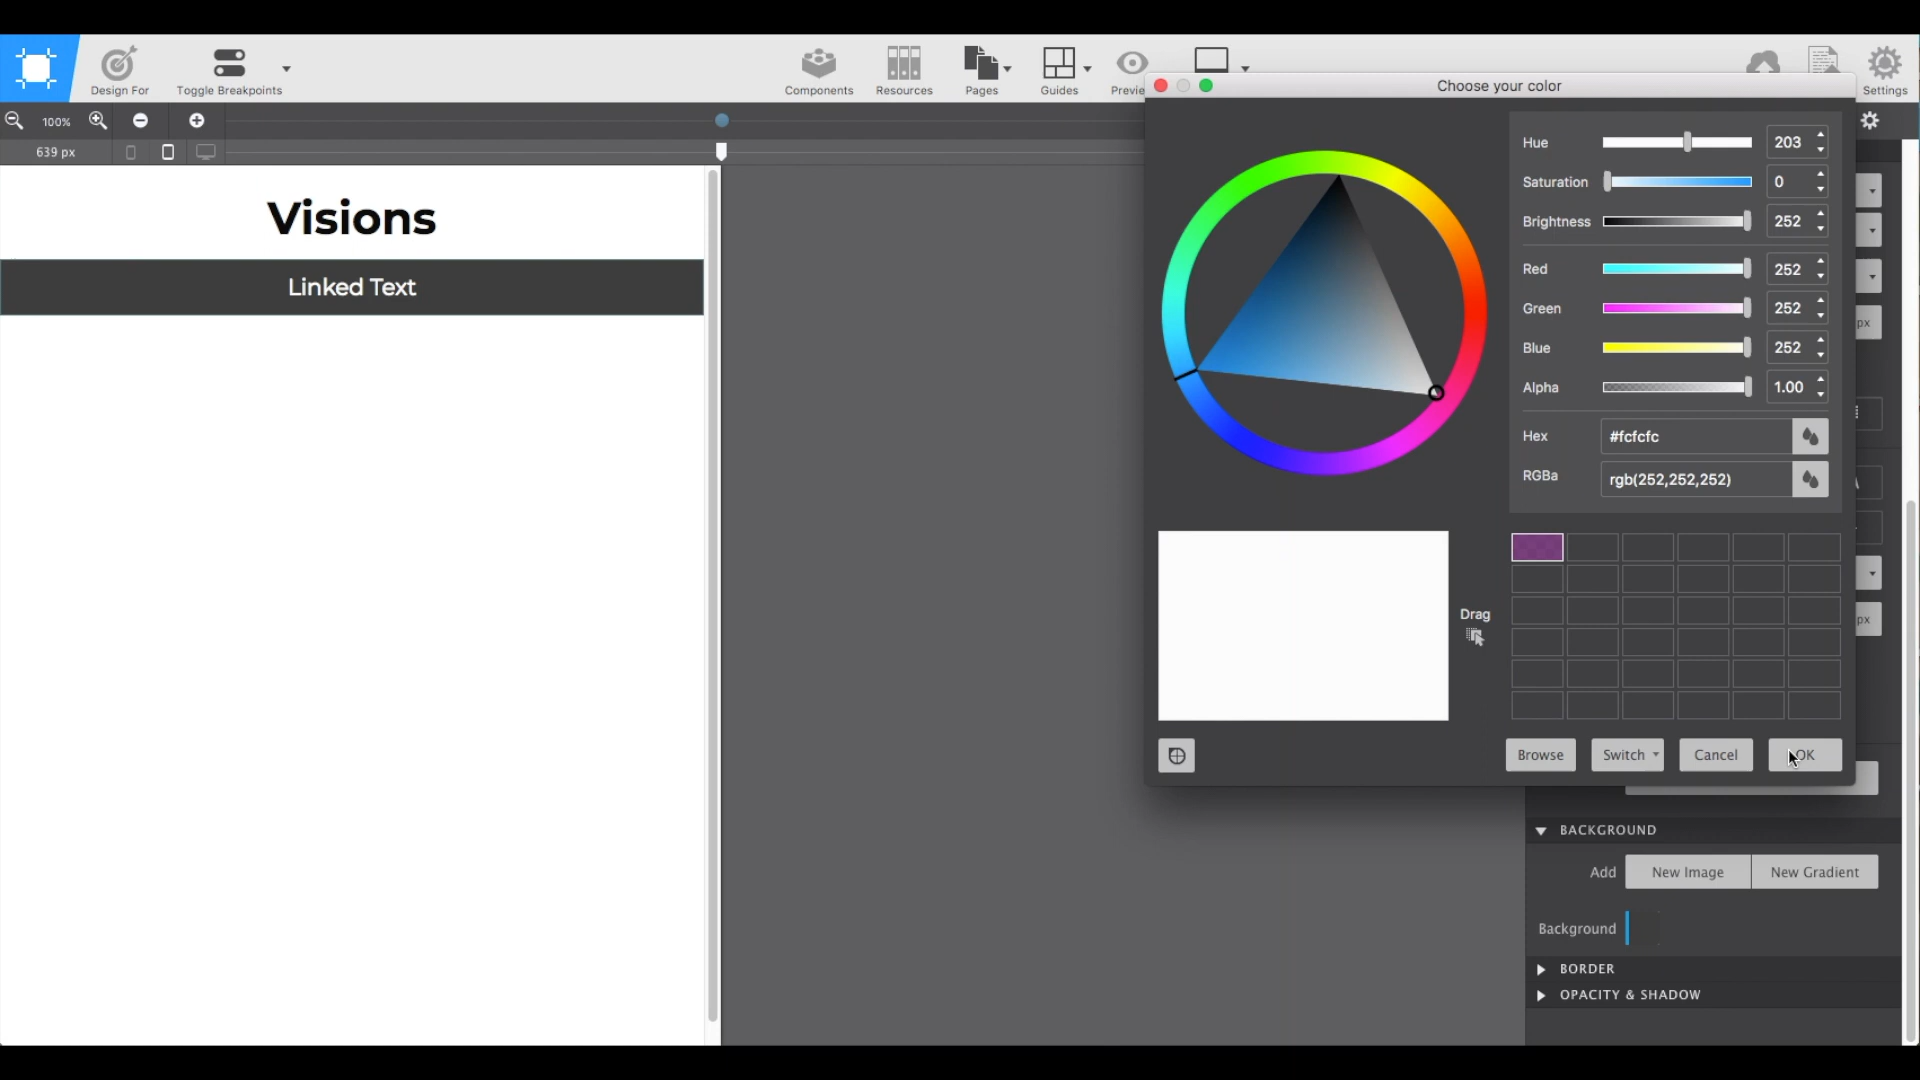 Choose your color
Design For
Toggle Breakpoints
Components
Resources
Pages
Guides
Settings
100%
639 px
Visions
Linked Text
Hue 203
Saturation 0
Brightness 252
Red 252
Green 252
Blue 252
Alpha 1.00
Hex #fcfcfc
RGBa rgb(252,252,252)
px
Drag
px
Browse Switch Cancel OK
BACKGROUND
Add New Image New Gradient
Background
BORDER
OPACITY & SHADOW